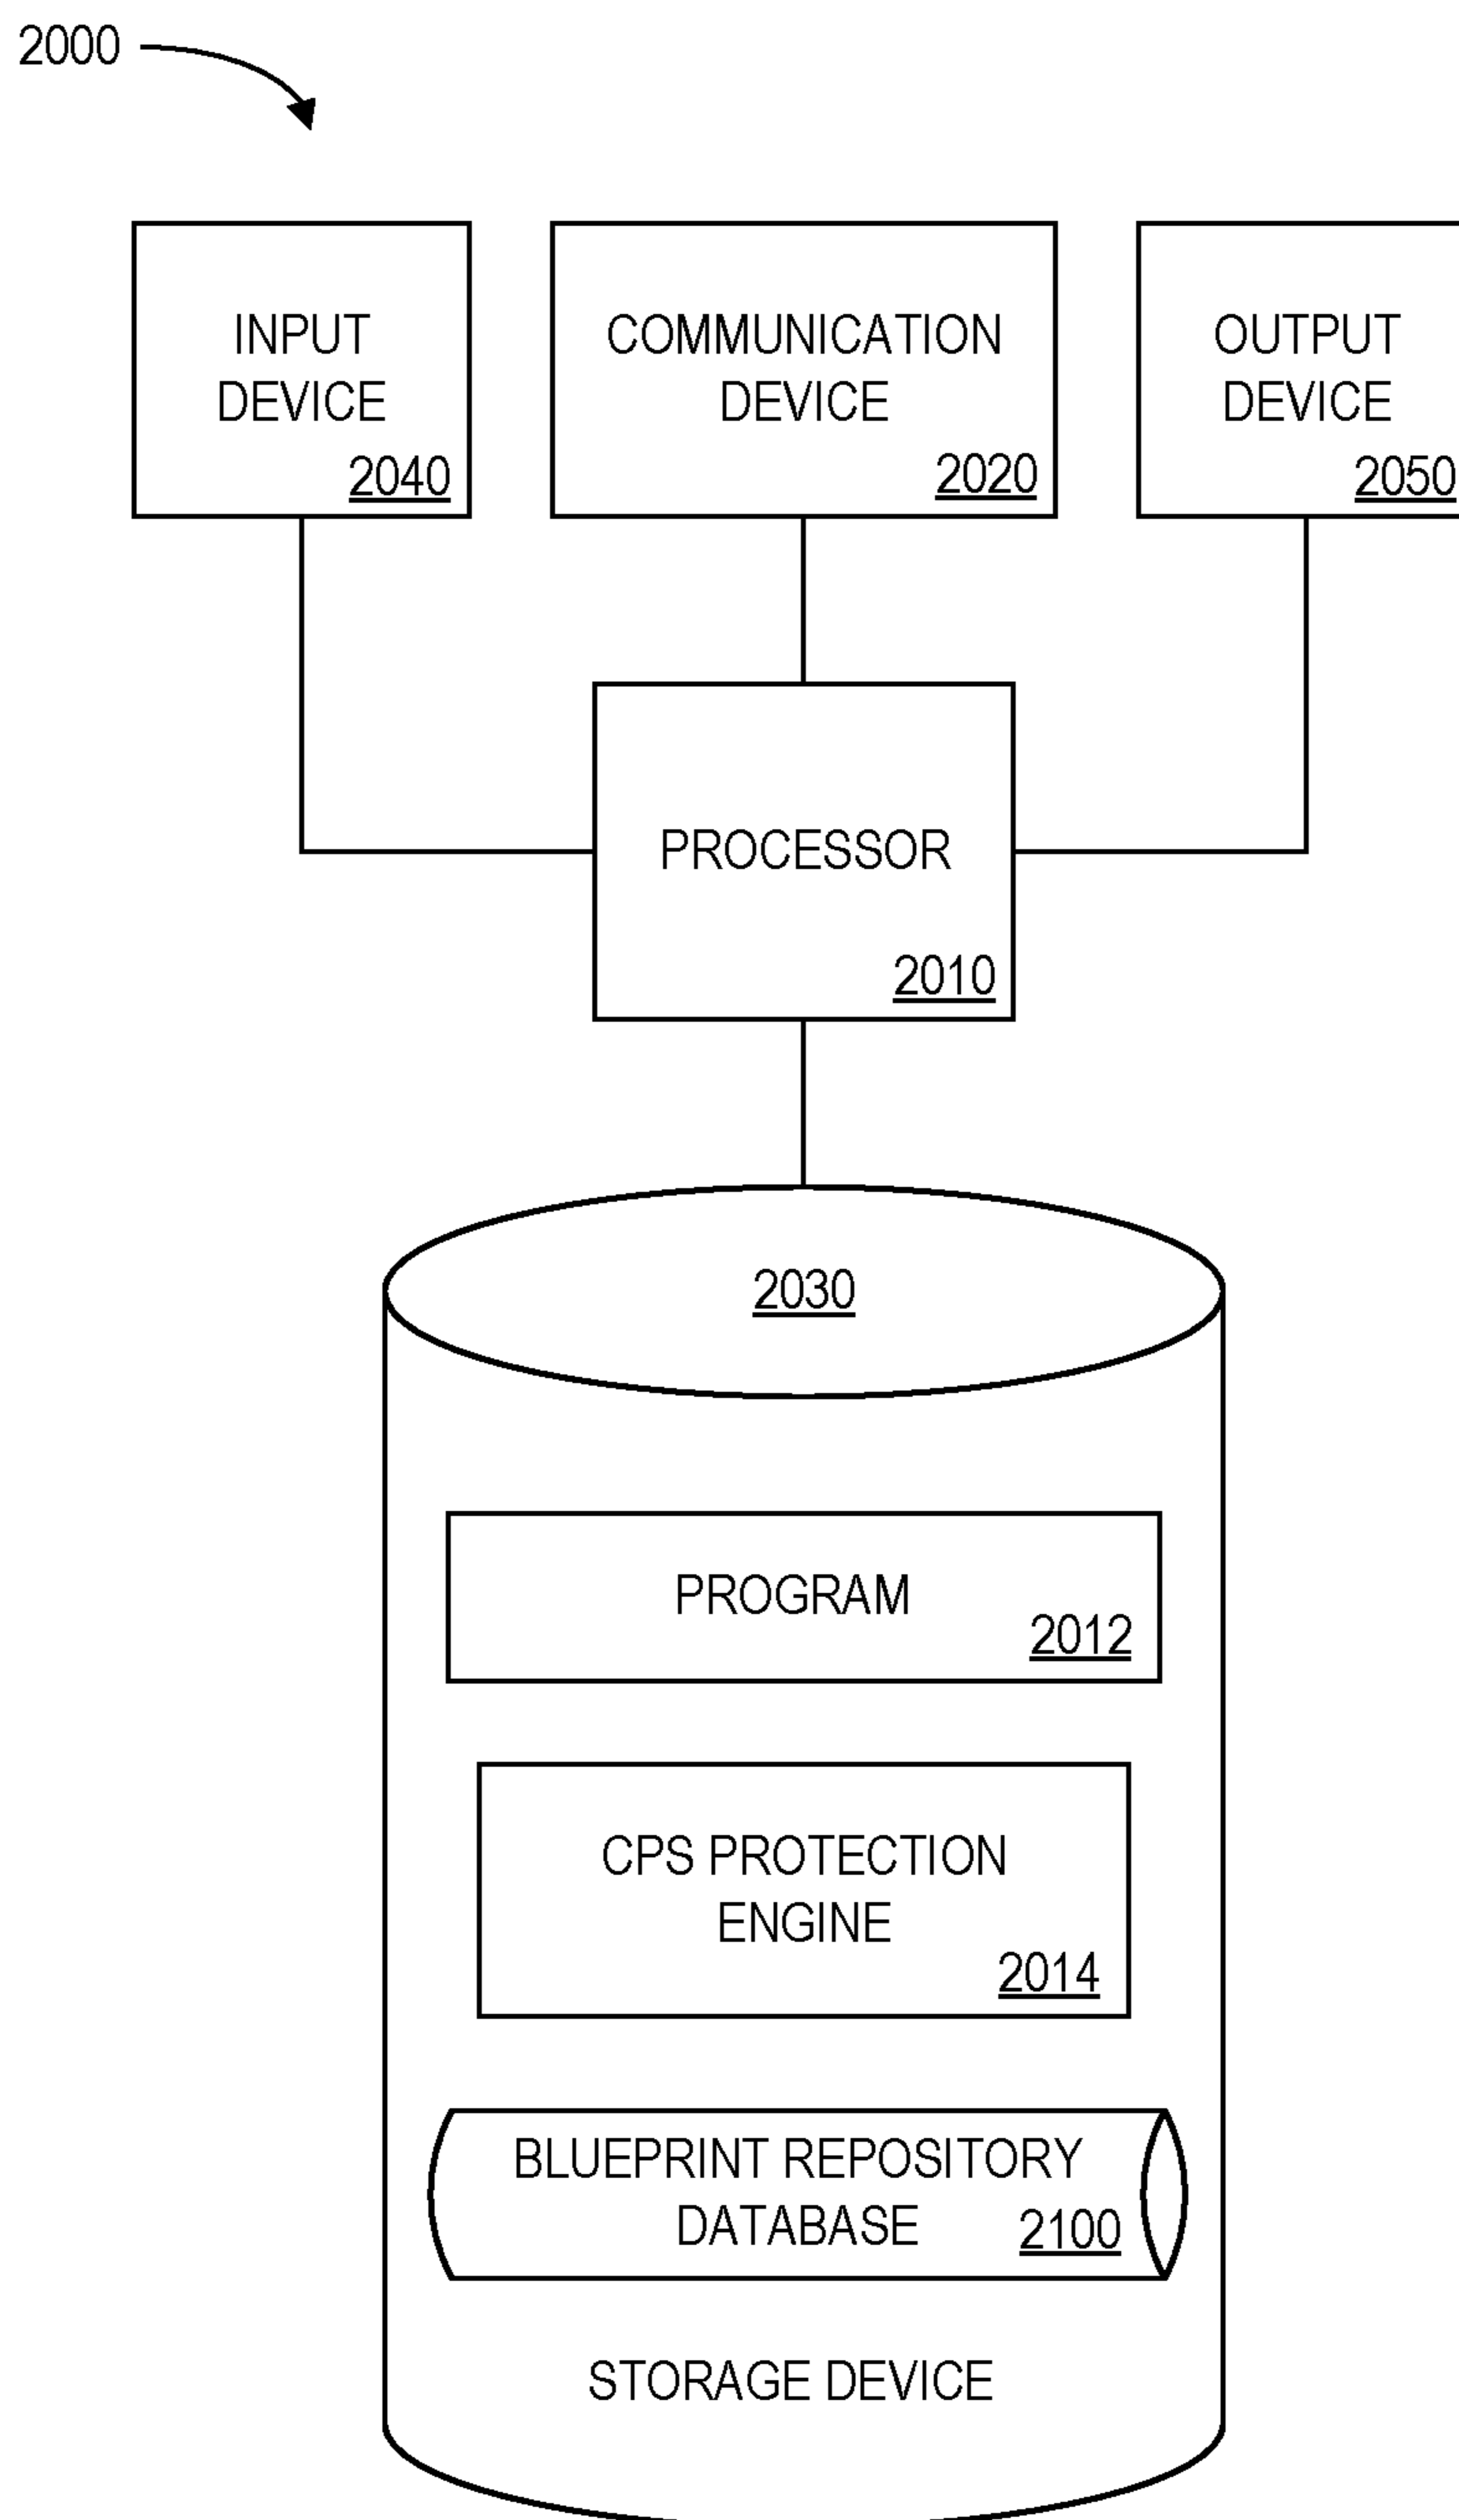 2000
INPUT
DEVICE
2040
COMMUNICATION
DEVICE
2020
OUTPUT
DEVICE
2050
PROCESSOR
2010
2030
PROGRAM
2012
CPS PROTECTION
ENGINE
2014
BLUEPRINT REPOSITORY
DATABASE
2100
STORAGE DEVICE